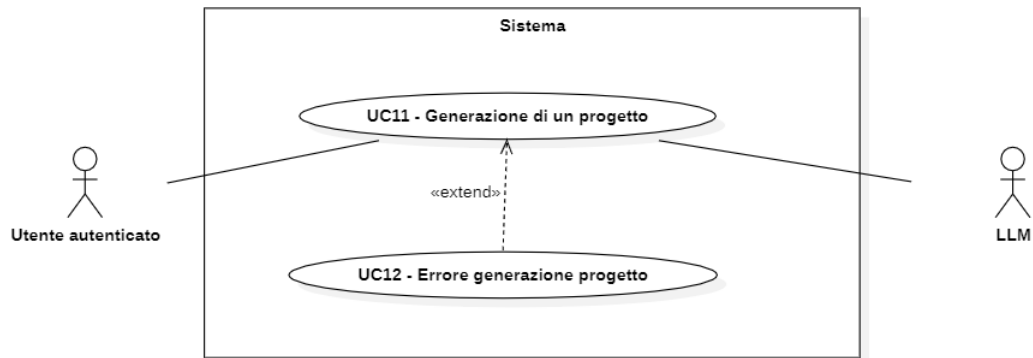 Sistema
UC11 - Generazione di un progetto
«extend»
Utente autenticato
LLM
UC12 - Errore generazione progetto